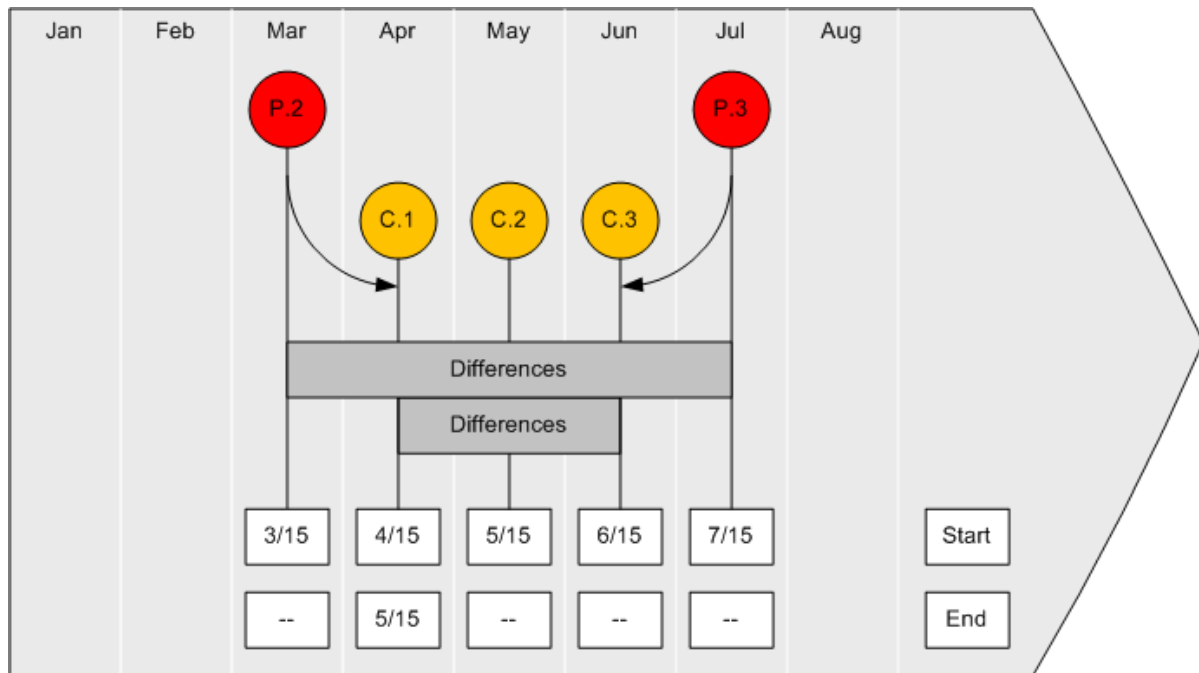 Jan Feb Mar Apr May Jun Jul Aug
P.2 P.3
C.1 C.2 C.3
Differences
Differences
3/15 4/15 5/15 6/15 7/15 Start
-- 5/15 -- -- -- End